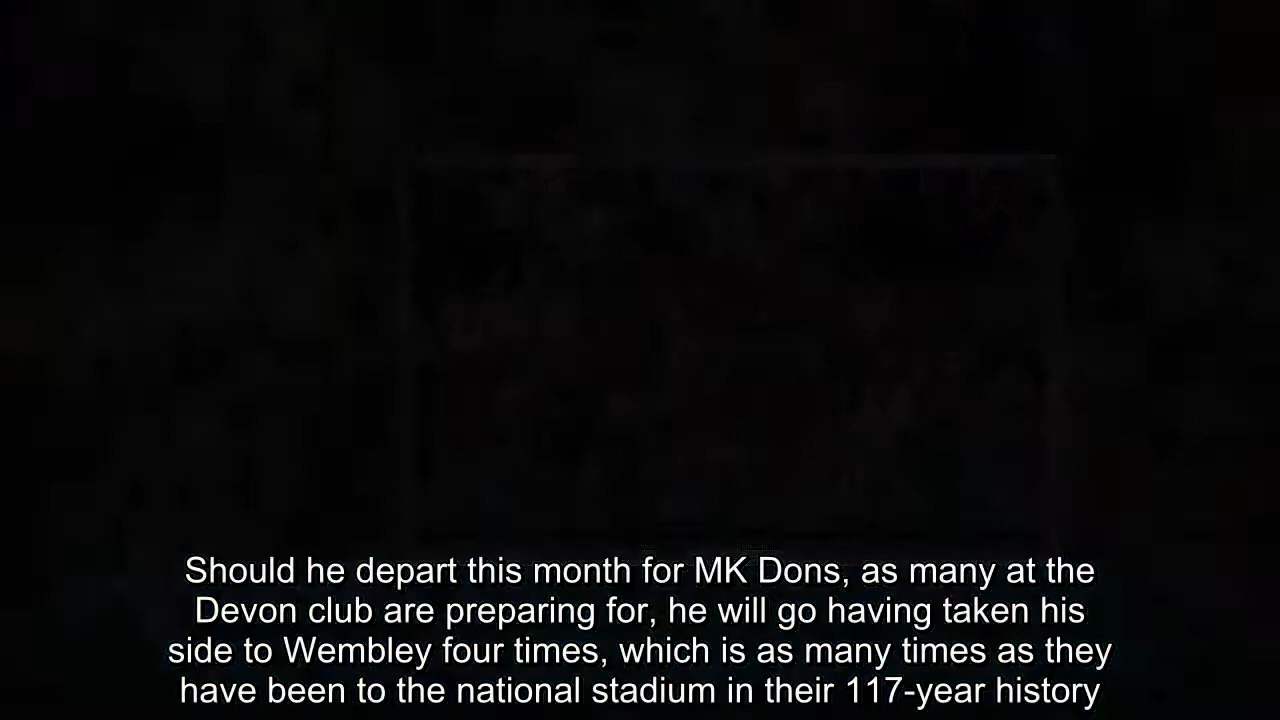 Should he depart this month for MK Dons, as many at the
Devon club are preparing for, he will go having taken his
side to Wembley four times, which is as many times as they
have been to the national stadium in their 117-year history